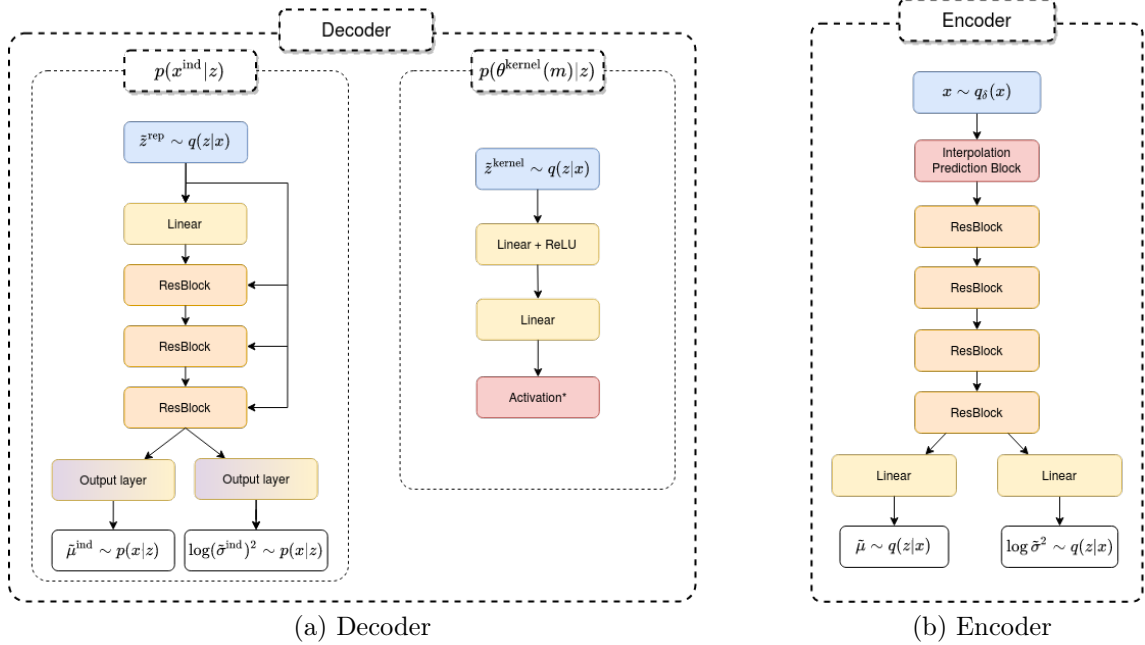 Decoder
p(x^ind|z)
z̃^rep ∼ q(z|x)
Linear
ResBlock
ResBlock
ResBlock
Output layer
Output layer
μ̃^ind ∼ p(x|z)
log(σ̃^ind)² ∼ p(x|z)
p(θ^kernel(m)|z)
z̃^kernel ∼ q(z|x)
Linear + ReLU
Linear
Activation*
(a) Decoder
Encoder
x ∼ q_δ(x)
Interpolation
Prediction Block
ResBlock
ResBlock
ResBlock
ResBlock
Linear
Linear
μ̃ ∼ q(z|x)
log σ̃² ∼ q(z|x)
(b) Encoder